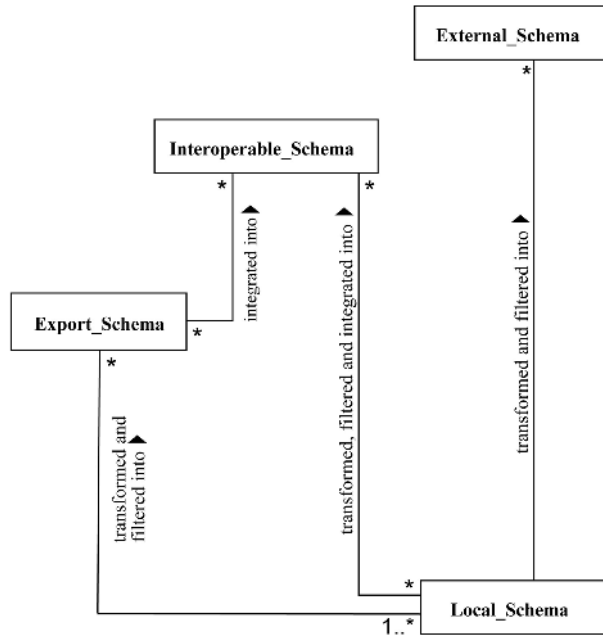 External_Schema
*
Interoperable_Schema
*
*
integrated into ▶
transformed, filtered and integrated into ▶
transformed and filtered into ▶
Export_Schema
*
*
transformed and
filtered into ▶
*
Local_Schema
1..*